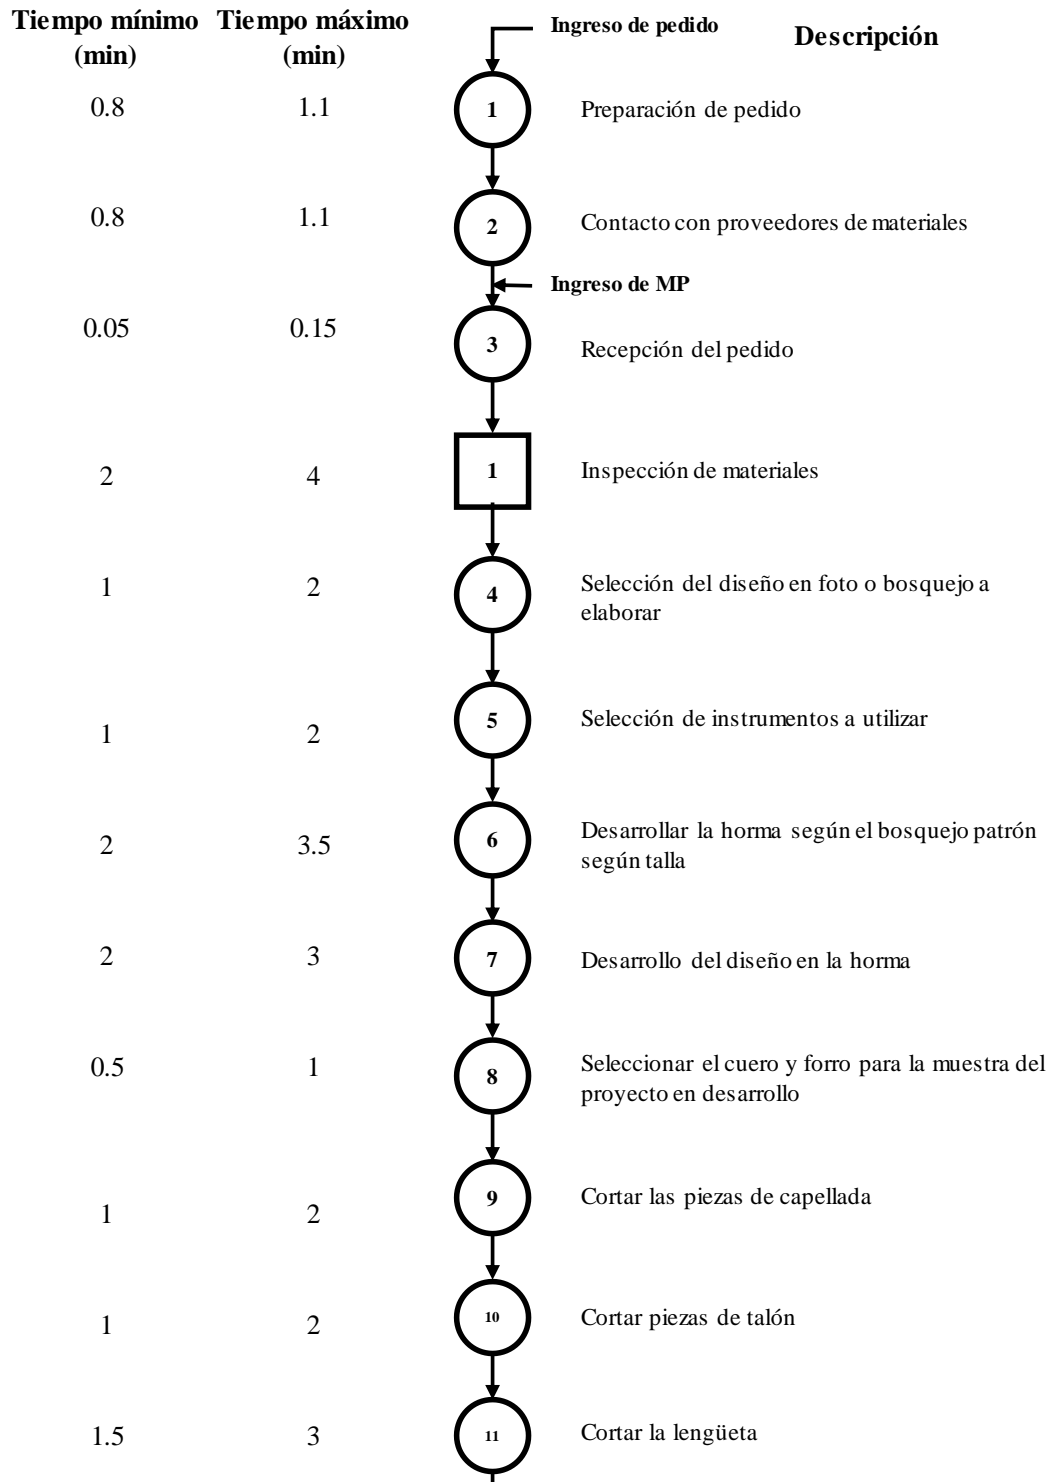 Tiempo mínimo Tiempo máximo Ingreso de pedido Descripción
(min) (min)
0.8 1.1 1 Preparación de pedido
0.8 1.1 2 Contacto con proveedores de materiales
Ingreso de MP
0.05 0.15 3 Recepción del pedido
2 4 1 Inspección de materiales
1 2 4 Selección del diseño en foto o bosquejo a
elaborar
1 2 5 Selección de instrumentos a utilizar
2 3.5 6 Desarrollar la horma según el bosquejo patrón
según talla
2 3 7 Desarrollo del diseño en la horma
0.5 1 8 Seleccionar el cuero y forro para la muestra del
proyecto en desarrollo
1 2 9 Cortar las piezas de capellada
1 2 10 Cortar piezas de talón
1.5 3 11 Cortar la lengüeta